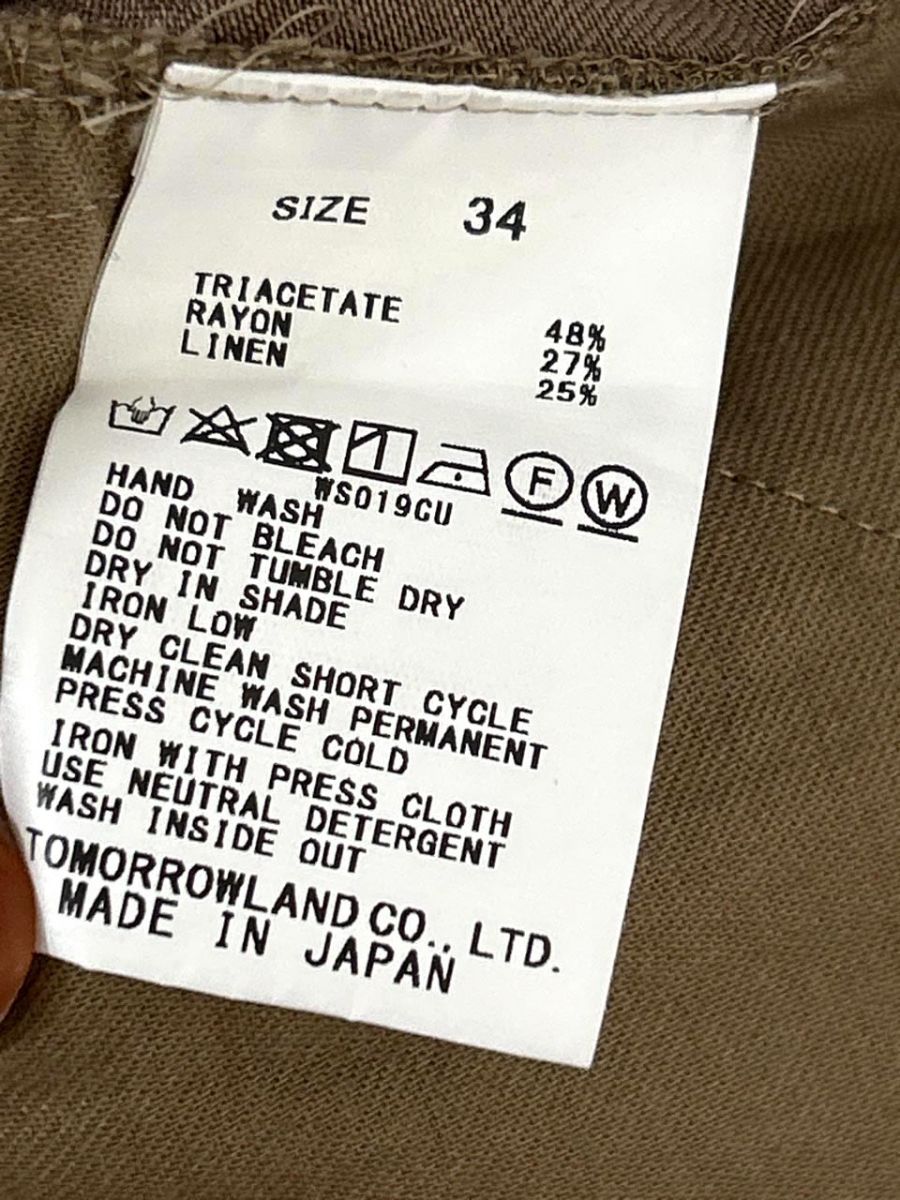 SIZE 34
TRIACETATE 48%
RAYON 27%
LINEN 25%
F W
WS019CU
HAND WASH
DO NOT BLEACH
DO NOT TUMBLE DRY
DRY IN SHADE
IRON LOW
DRY CLEAN SHORT CYCLE
MACHINE WASH PERMANENT
PRESS CYCLE COLD
IRON WITH PRESS CLOTH
USE NEUTRAL DETERGENT
WASH INSIDE OUT
TOMORROWLAND CO., LTD.
MADE IN JAPAN